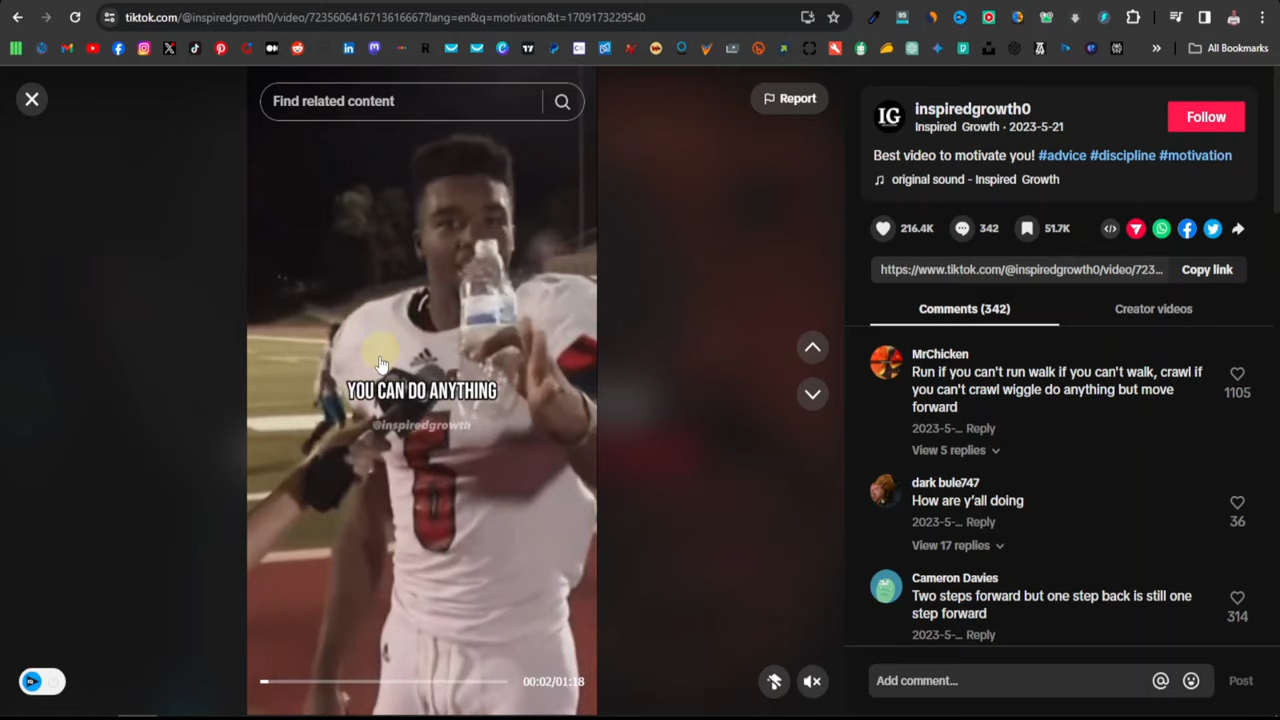 tiktok.com/@inspiredgrowth0/video/7235606416713616667?lang=en&q=motivation&t=1709173229540
All Bookmarks
Find related content
Report
YOU CAN DO ANYTHING
@inspiredgrowth
6
00:02/01:18
IG
inspiredgrowth0
Inspired Growth · 2023-5-21
Follow
Best video to motivate you! #advice #discipline #motivation
original sound - Inspired Growth
216.4K
342
51.7K
https://www.tiktok.com/@inspiredgrowth0/video/723...
Copy link
Comments (342)
Creator videos
MrChicken
Run if you can't run walk if you can't walk, crawl if
you can't crawl wiggle do anything but move
forward
1105
2023-5-... Reply
View 5 replies
dark bule747
How are y'all doing
36
2023-5-... Reply
View 17 replies
Cameron Davies
Two steps forward but one step back is still one
step forward
314
2023-5-... Reply
Add comment...
Post